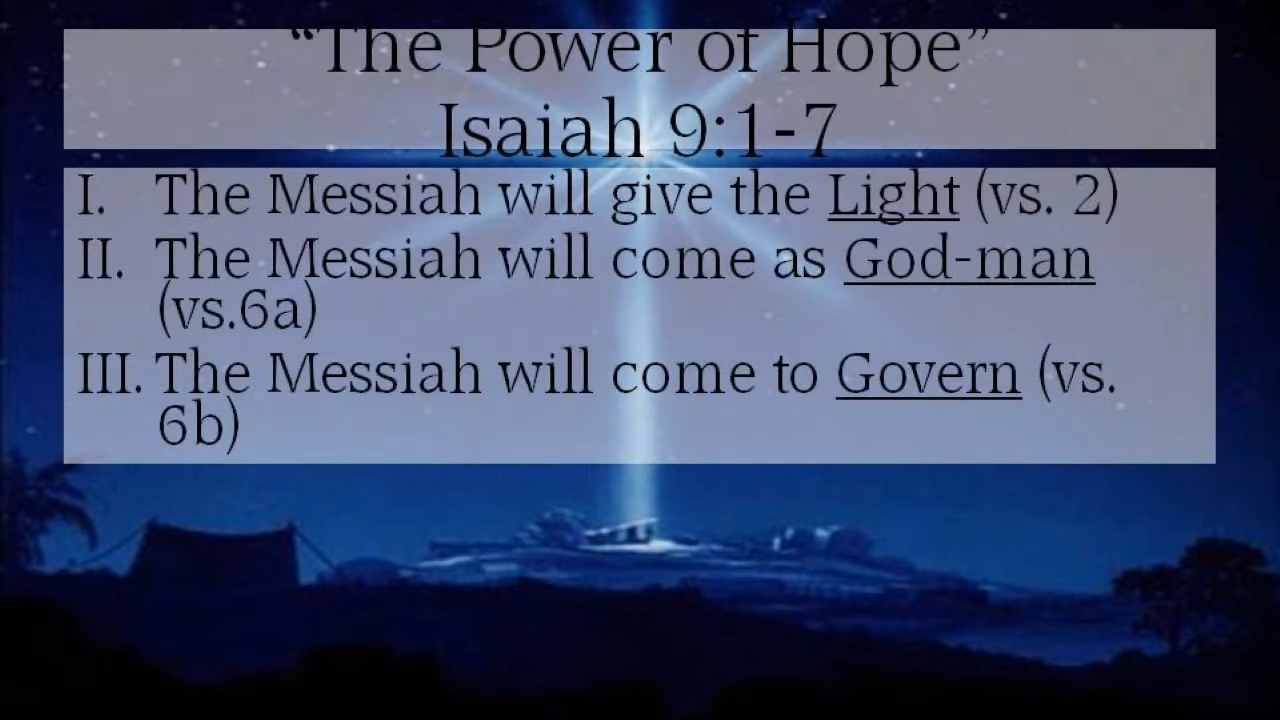 “The Power of Hope”
Isaiah 9:1-7
I. The Messiah will give the Light (vs. 2)
II. The Messiah will come as God-man
(vs.6a)
III. The Messiah will come to Govern (vs.
6b)